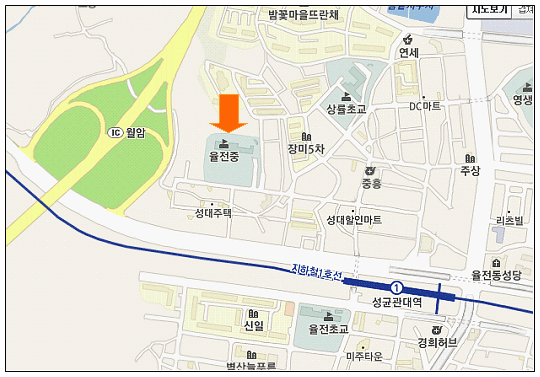 밤꽃마을뜨란채
지도보기
연세
상률초교
DC마트
영생
IC 월암
율전중
장미5차
주상
중흥
성대주택
성대할인마트
리츠빌
지하철1호선
율전동성당
1
성균관대역
신일
율전초교
경희허브
미주타운
벽산늘푸른